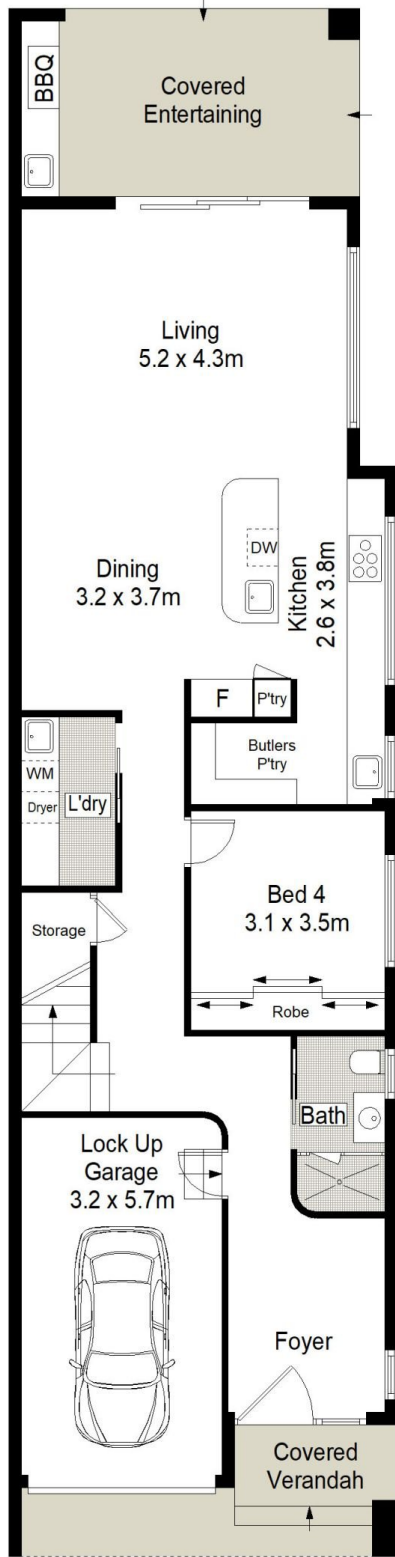 BBQ
Covered
Entertaining
Living
5.2 x 4.3m
DW
Dining
3.2 x 3.7m
Kitchen
2.6 x 3.8m
F
P'try
Butlers
P'try
WM
Dryer
L'dry
Bed 4
3.1 x 3.5m
Storage
Robe
Bath
Lock Up
Garage
3.2 x 5.7m
Foyer
Covered
Verandah